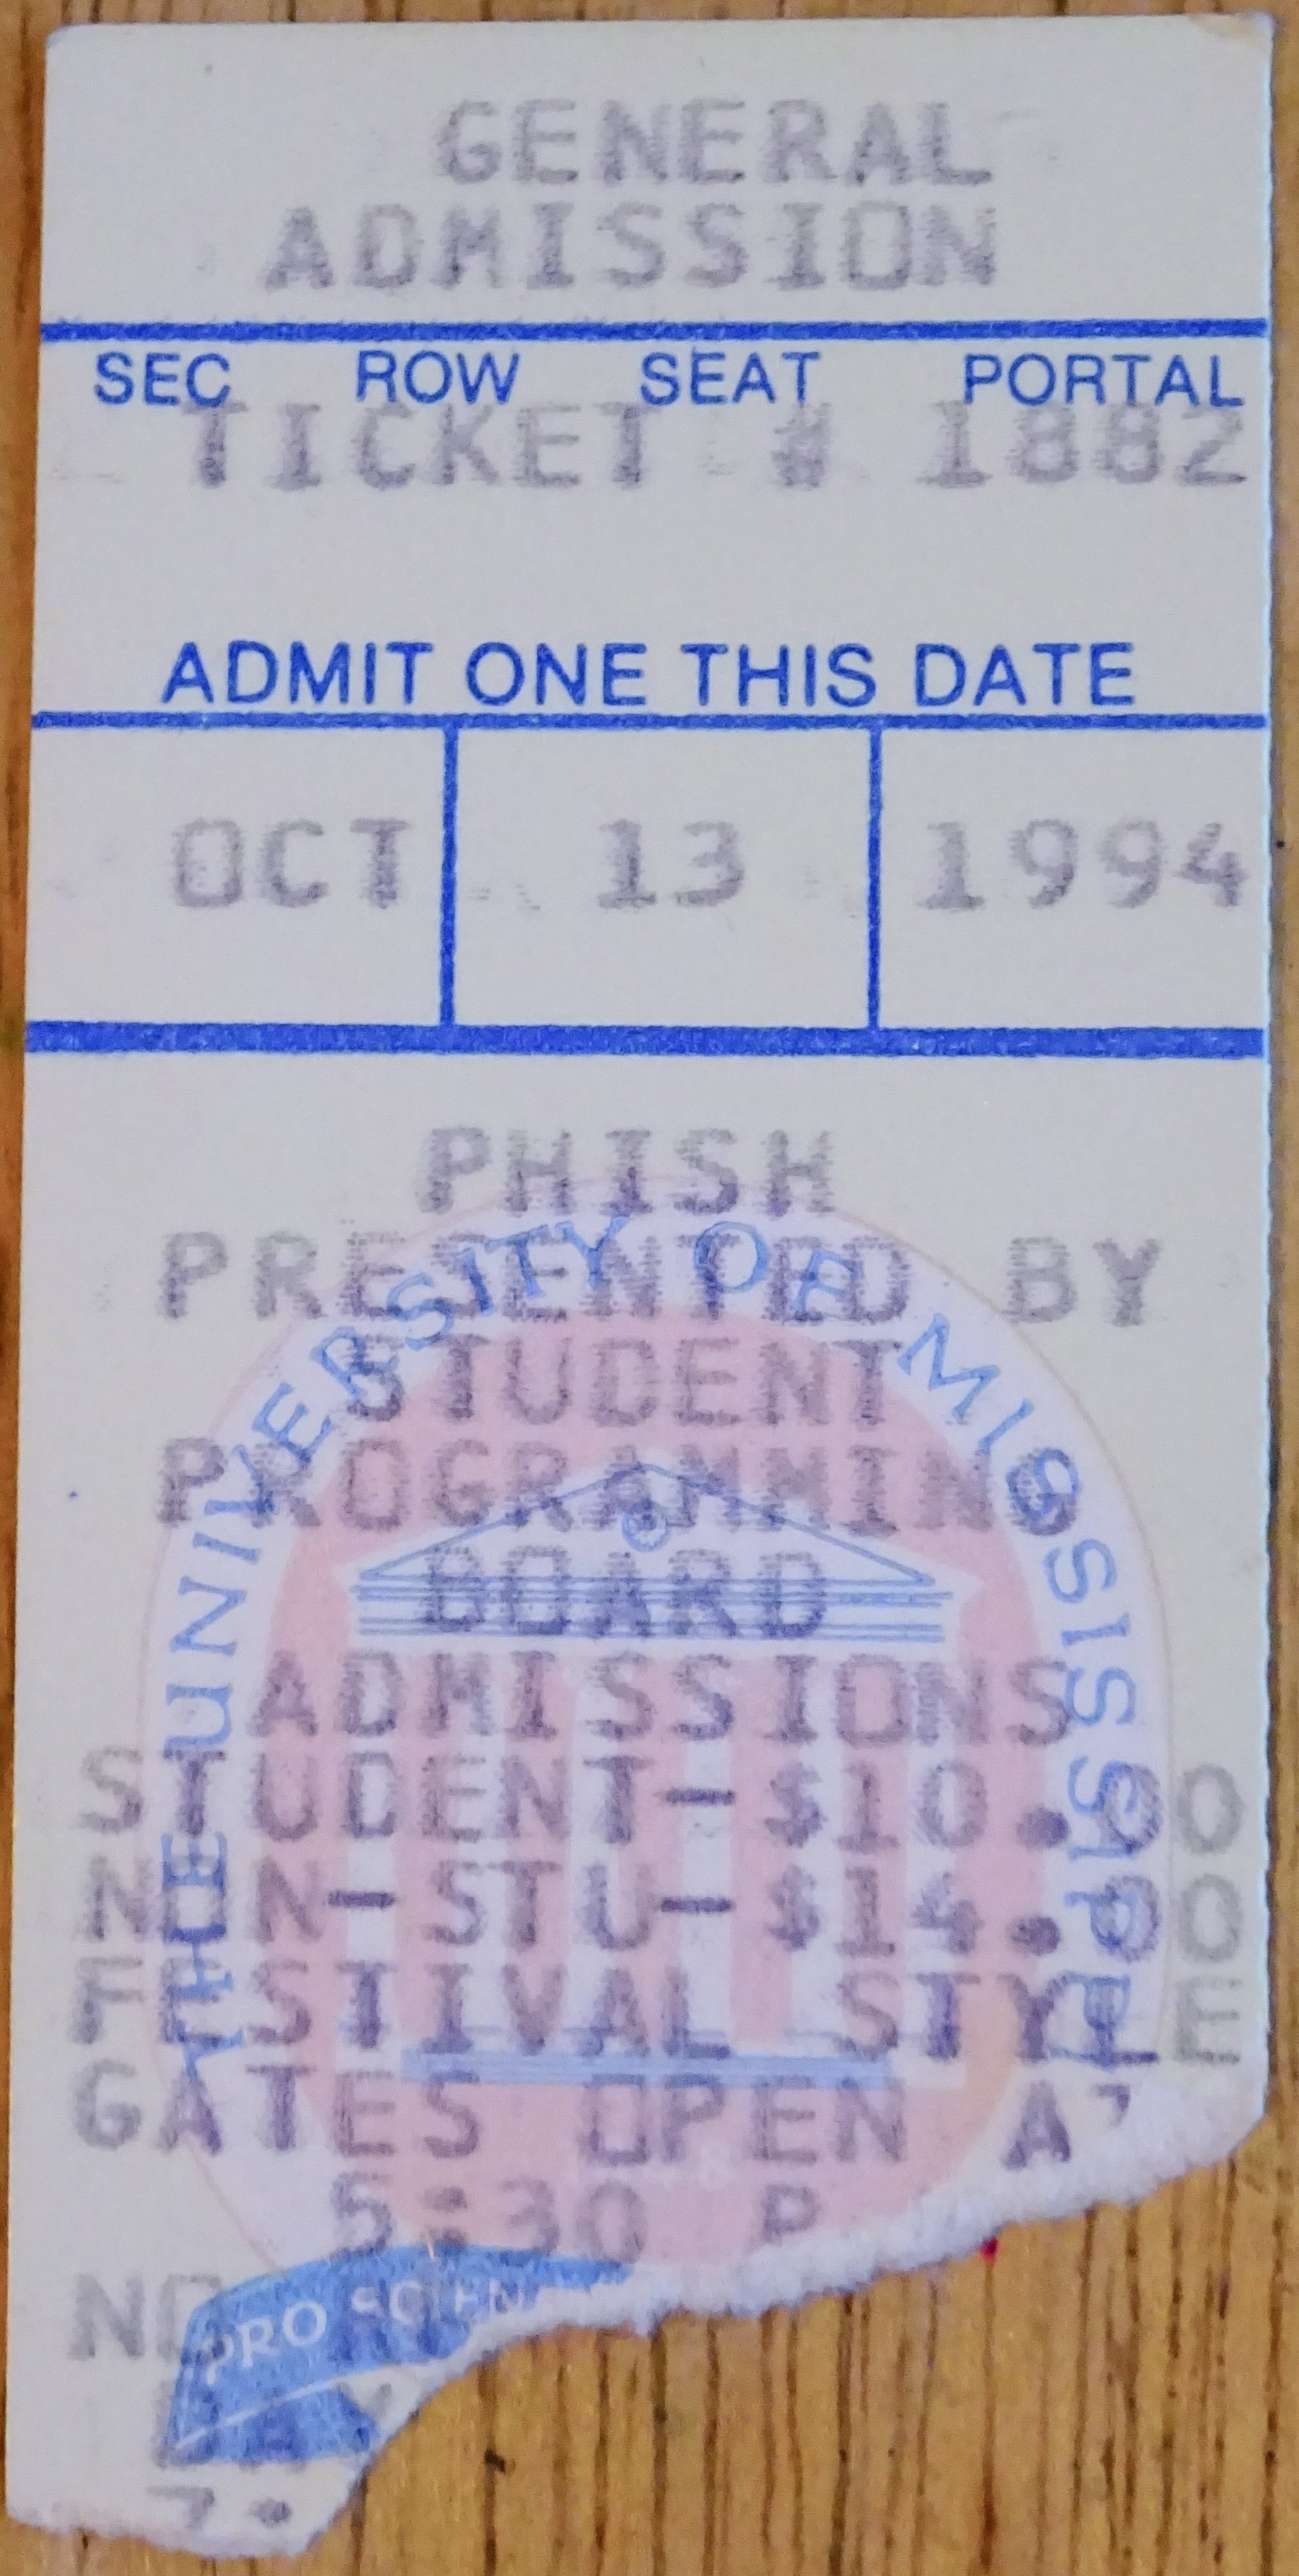 GENERAL
ADMISSION
SEC ROW SEAT PORTAL
TICKET # 1882
ADMIT ONE THIS DATE
OCT 13 1994
PHISH
PRESENTED BY
STUDENT
PROGRAMMING
BOARD
ADMISSIONS
STUDENT-$10.00
NON-STU-$14.00
FESTIVAL STYLE
GATES OPEN
5:30 P
THE UNIVERSITY OF MISSISSIPPI
PRO